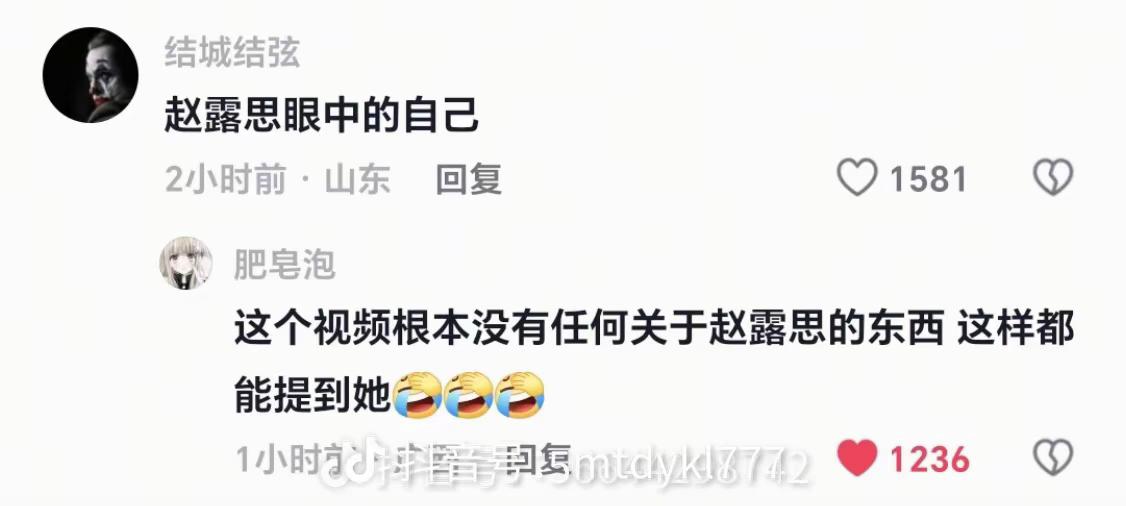 结城结弦
赵露思眼中的自己
2小时前 · 山东 回复
1581
肥皂泡
这个视频根本没有任何关于赵露思的东西 这样都
能提到她🤣🤣🤣
1小时前 回复
1236
抖音号: